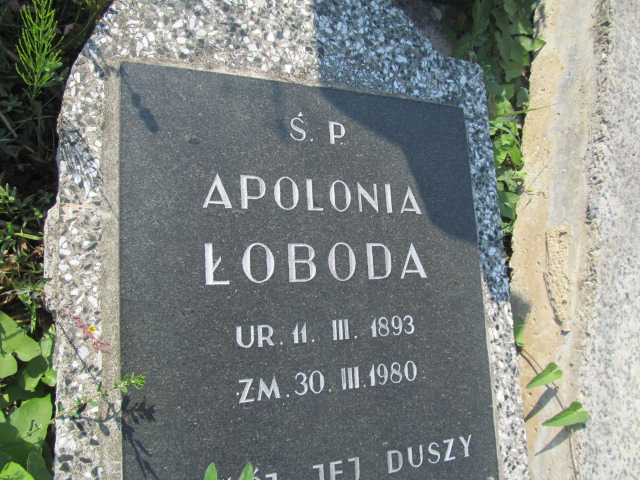 Ś. P.
APOLONIA
ŁOBODA
UR. 11. III. 1893
ZM. 30. III. 1980
JEJ DUSZY